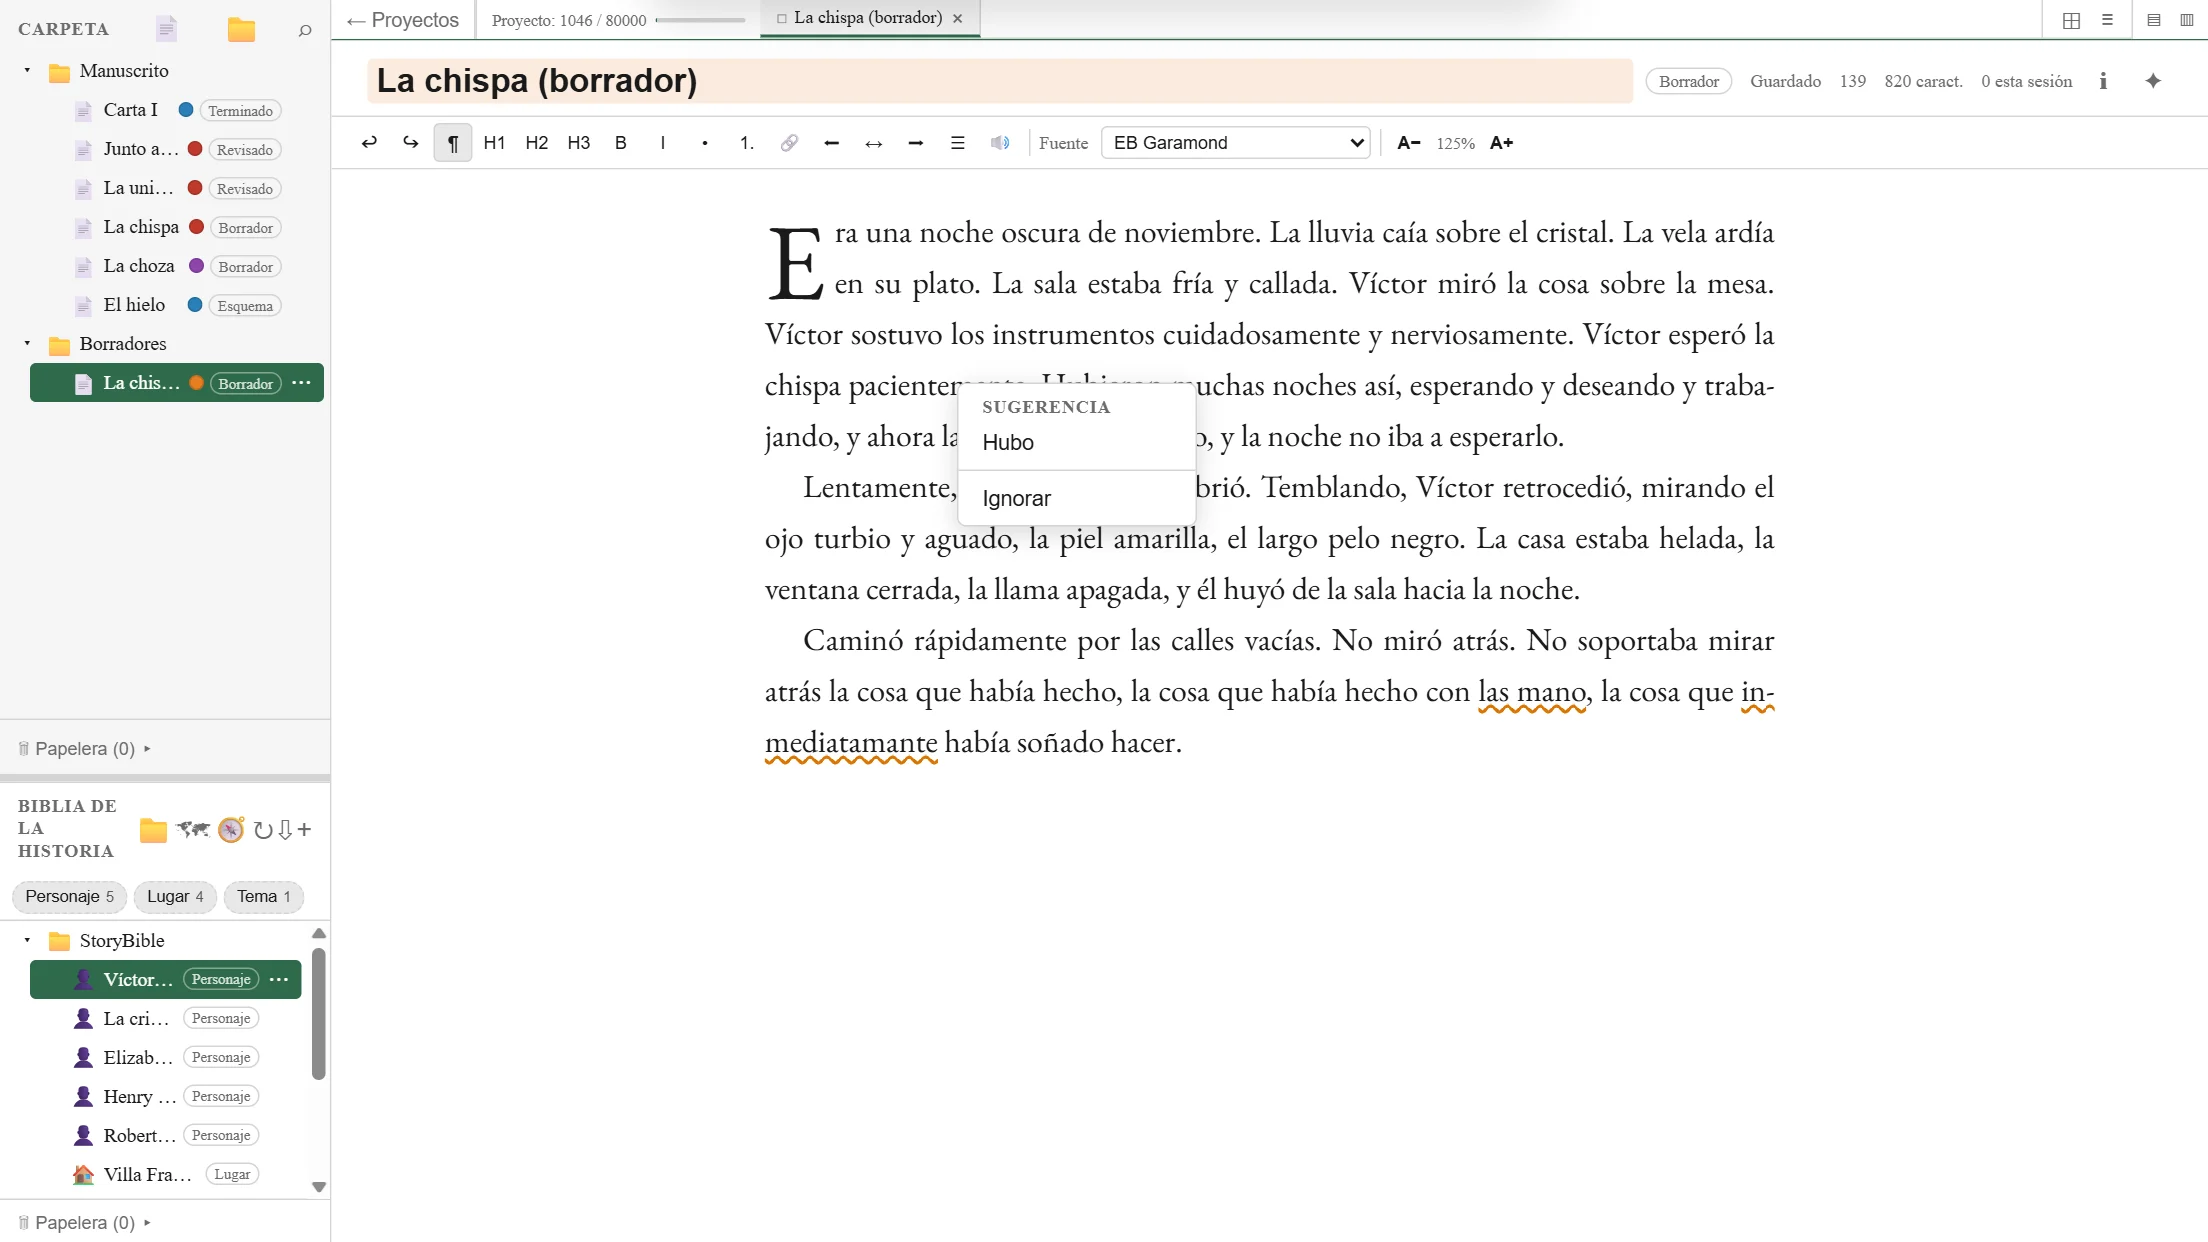 CARPETA
Manuscrito
Carta I Terminado
Junto a... Revisado
La uni... Revisado
La chispa Borrador
La choza Borrador
El hielo Esquema
Borradores
La chis... Borrador ...
Papelera (0)
BIBLIA DE
LA
HISTORIA
Personaje 5 Lugar 4 Tema 1
StoryBible
Víctor... Personaje ...
La cri... Personaje
Elizab... Personaje
Henry ... Personaje
Robert... Personaje
Villa Fra... Lugar
Papelera (0)
← Proyectos Proyecto: 1046 / 80000 La chispa (borrador) ×
La chispa (borrador) Borrador Guardado 139 820 caract. 0 esta sesión
¶ H1 H2 H3 B I • 1. Fuente EB Garamond A− 125% A+
Era una noche oscura de noviembre. La lluvia caía sobre el cristal. La vela ardía
en su plato. La sala estaba fría y callada. Víctor miró la cosa sobre la mesa.
Víctor sostuvo los instrumentos cuidadosamente y nerviosamente. Víctor esperó la
chispa muchas noches así, esperando y deseando y traba-
jando, y ahora y la noche no iba a esperarlo.
Lentamente, Temblando, Víctor retrocedió, mirando el
ojo turbio y aguado, la piel amarilla, el largo pelo negro. La casa estaba helada, la
ventana cerrada, la llama apagada, y él huyó de la sala hacia la noche.
Caminó rápidamente por las calles vacías. No miró atrás. No soportaba mirar
atrás la cosa que había hecho, la cosa que había hecho con las mano, la cosa que in-
mediatamante había soñado hacer.
SUGERENCIA
Hubo
Ignorar